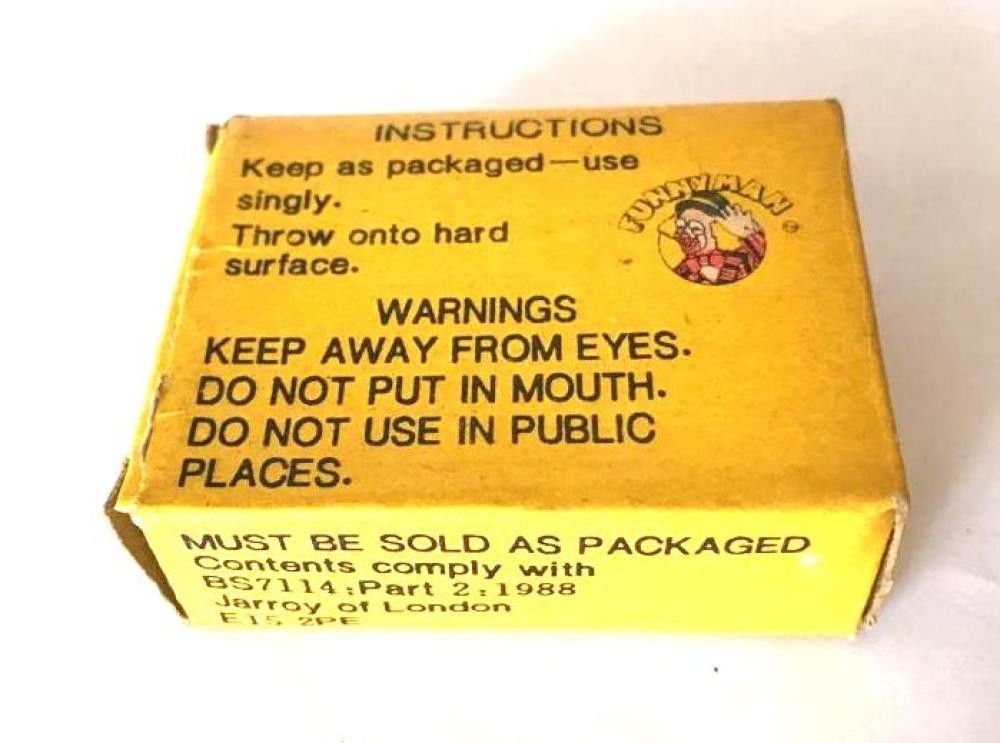 INSTRUCTIONS
Keep as packaged—use
singly.
Throw onto hard
surface.
FUNNYMAN
WARNINGS
KEEP AWAY FROM EYES.
DO NOT PUT IN MOUTH.
DO NOT USE IN PUBLIC
PLACES.
MUST BE SOLD AS PACKAGED
Contents comply with
BS7114:Part 2:1988
Jarroy of London
E15 2PE